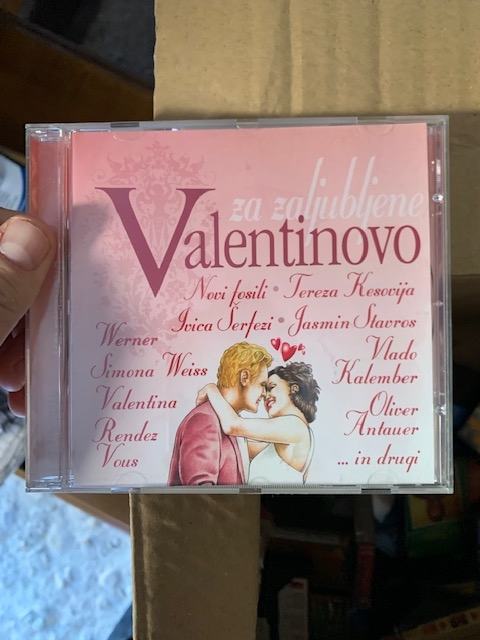 za zaljubljene
Valentinovo
Novi fosili • Tereza Kesovija
Ivica Šerfezi • Jasmin Stavros
Werner
Simona Weiss
Valentina
Rendez
Vous
Vlado
Kalember
Oliver
Antauer
... in drugi